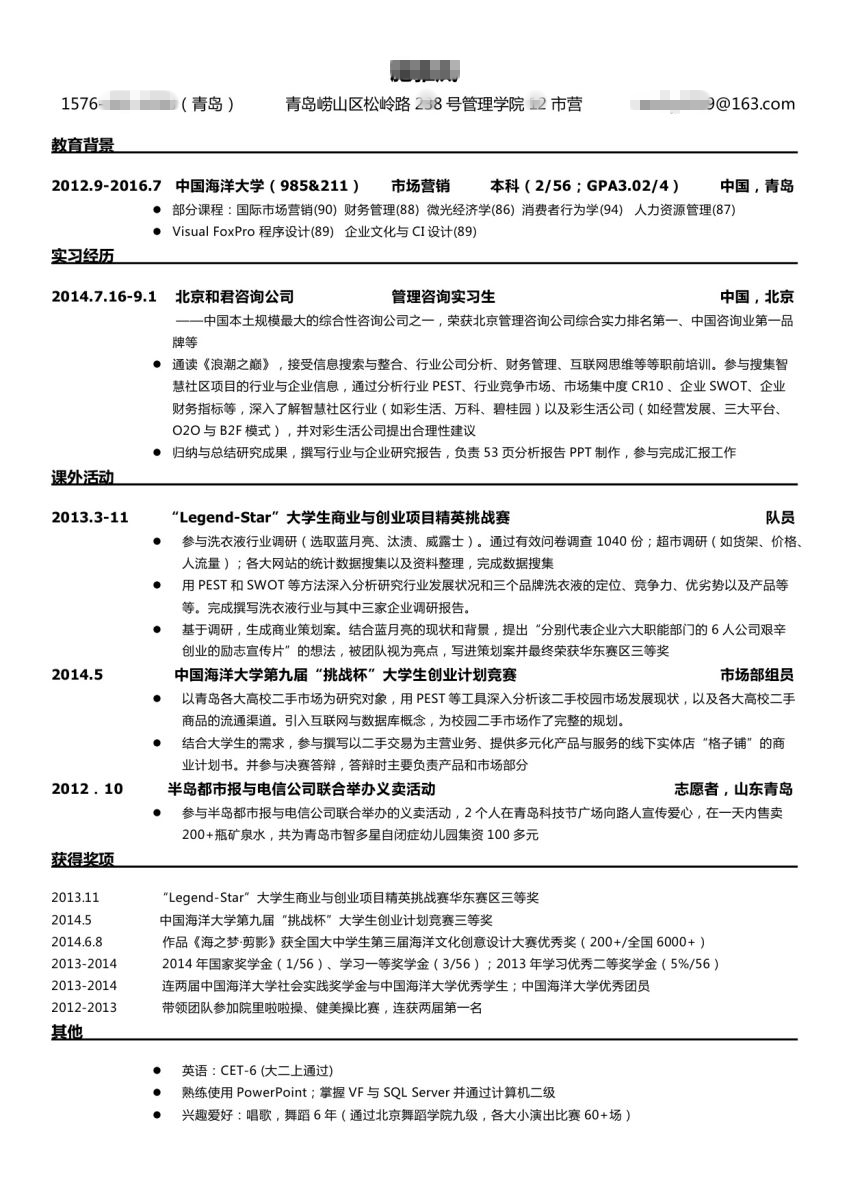 1576- （青岛） 青岛崂山区松岭路 238 号管理学院 12 市营 9@163.com
教育背景
2012.9-2016.7 中国海洋大学（985&211） 市场营销 本科（2/56；GPA3.02/4） 中国，青岛
● 部分课程：国际市场营销(90) 财务管理(88) 微光经济学(86) 消费者行为学(94) 人力资源管理(87)
● Visual FoxPro 程序设计(89) 企业文化与 CI 设计(89)
实习经历
2014.7.16-9.1 北京和君咨询公司 管理咨询实习生 中国，北京
——中国本土规模最大的综合性咨询公司之一，荣获北京管理咨询公司综合实力排名第一、中国咨询业第一品
牌等
● 通读《浪潮之巅》，接受信息搜索与整合、行业公司分析、财务管理、互联网思维等等职前培训。参与搜集智
慧社区项目的行业与企业信息，通过分析行业 PEST、行业竞争市场、市场集中度 CR10 、企业 SWOT、企业
财务指标等，深入了解智慧社区行业（如彩生活、万科、碧桂园）以及彩生活公司（如经营发展、三大平台、
O2O 与 B2F 模式），并对彩生活公司提出合理性建议
● 归纳与总结研究成果，撰写行业与企业研究报告，负责 53 页分析报告 PPT 制作，参与完成汇报工作
课外活动
2013.3-11 “Legend-Star”大学生商业与创业项目精英挑战赛 队员
● 参与洗衣液行业调研（选取蓝月亮、汰渍、威露士）。通过有效问卷调查 1040 份；超市调研（如货架、价格、
人流量）；各大网站的统计数据搜集以及资料整理，完成数据搜集
● 用 PEST 和 SWOT 等方法深入分析研究行业发展状况和三个品牌洗衣液的定位、竞争力、优劣势以及产品等
等。完成撰写洗衣液行业与其中三家企业调研报告。
● 基于调研，生成商业策划案。结合蓝月亮的现状和背景，提出“分别代表企业六大职能部门的 6 人公司艰辛
创业的励志宣传片”的想法，被团队视为亮点，写进策划案并最终荣获华东赛区三等奖
2014.5 中国海洋大学第九届“挑战杯”大学生创业计划竞赛 市场部组员
● 以青岛各大高校二手市场为研究对象，用 PEST 等工具深入分析该二手校园市场发展现状，以及各大高校二手
商品的流通渠道。引入互联网与数据库概念，为校园二手市场作了完整的规划。
● 结合大学生的需求，参与撰写以二手交易为主营业务、提供多元化产品与服务的线下实体店“格子铺”的商
业计划书。并参与决赛答辩，答辩时主要负责产品和市场部分
2012．10 半岛都市报与电信公司联合举办义卖活动 志愿者，山东青岛
● 参与半岛都市报与电信公司联合举办的义卖活动，2 个人在青岛科技节广场向路人宣传爱心，在一天内售卖
200+瓶矿泉水，共为青岛市智多星自闭症幼儿园集资 100 多元
获得奖项
2013.11 “Legend-Star”大学生商业与创业项目精英挑战赛华东赛区三等奖
2014.5 中国海洋大学第九届“挑战杯”大学生创业计划竞赛三等奖
2014.6.8 作品《海之梦·剪影》获全国大中学生第三届海洋文化创意设计大赛优秀奖（200+/全国 6000+）
2013-2014 2014 年国家奖学金（1/56）、学习一等奖学金（3/56）；2013 年学习优秀二等奖学金（5%/56）
2013-2014 连两届中国海洋大学社会实践奖学金与中国海洋大学优秀学生；中国海洋大学优秀团员
2012-2013 带领团队参加院里啦啦操、健美操比赛，连获两届第一名
其他
● 英语：CET-6 (大二上通过)
● 熟练使用 PowerPoint；掌握 VF 与 SQL Server 并通过计算机二级
● 兴趣爱好：唱歌，舞蹈 6 年（通过北京舞蹈学院九级，各大小演出比赛 60+场）